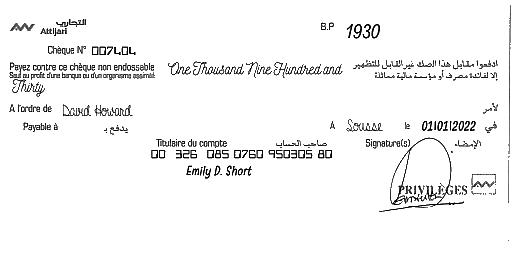 التجاري
Attijari
B.P 1930
Chèque N° 007404
Payez contre ce chèque non endossable
Sauf au profit d'une banque ou d'un organisme assimilé
One Thousand Nine Hundred and
ادفعوا مقابل هذا الصك غير القابل للتظهير
إلا لفائدة مصرف أو مؤسسة مالية مماثلة
Thirty
A l'ordre de David Howard لأمر
Payable à يدفع بـ A Sousse le 01/01/2022 في
Titulaire du compte صاحب الحساب Signature(s) الإمضاء
00 326 085 0760 950305 80
Emily D. Short
PRIVILÈGES